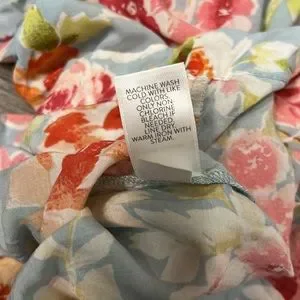 MACHINE WASH
COLD WITH LIKE
COLORS.
ONLY NON
CHLORINE
BLEACH IF
NEEDED.
LINE DRY.
WARM IRON WITH
STEAM.